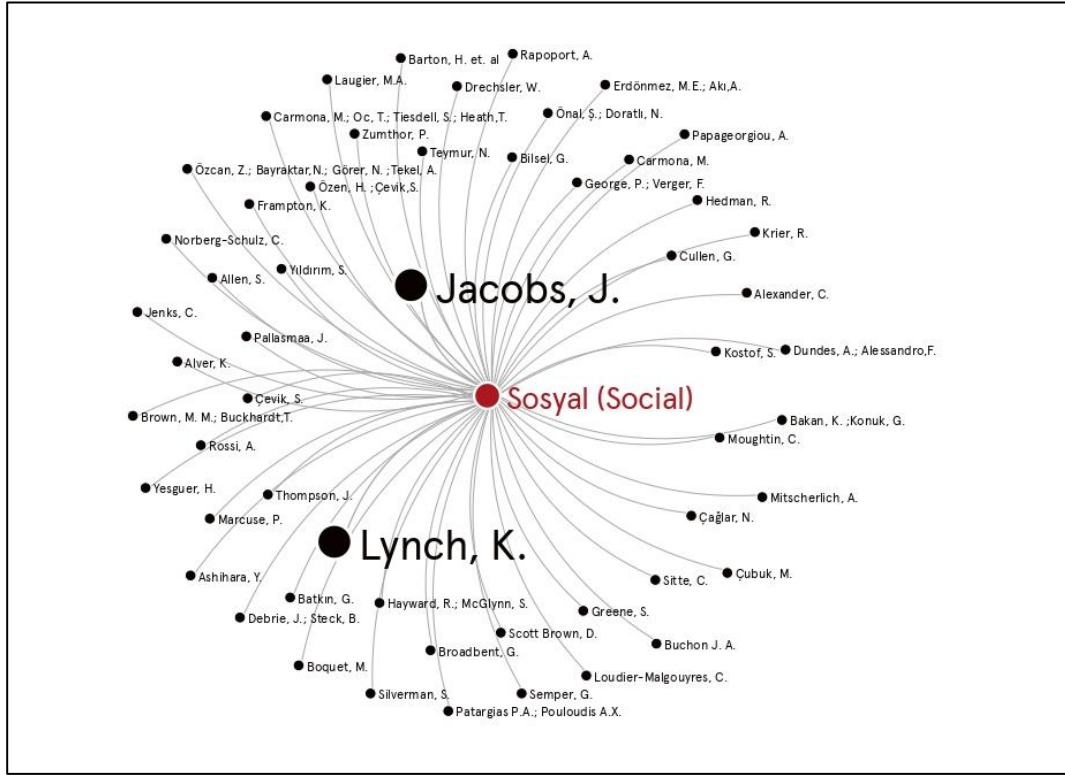 Rapoport, A.
Barton, H. et. al
Laugier, M.A.
Drechsler, W.
Erdönmez, M.E.; Akı,A.
Carmona, M.; Oc, T.; Tiesdell, S.; Heath,T.
Önal, Ş.; Doratlı, N.
Zumthor, P.
Papageorgiou, A.
Teymur, N.
Bilsel, G.
Carmona, M.
Özcan, Z.; Bayraktar,N.; Görer, N. ;Tekel, A.
Özen, H. ;Çevik,S.
George, P.; Verger, F.
Frampton, K.
Hedman, R.
Norberg-Schulz, C.
Krier, R.
Yıldırım, S.
Cullen, G.
Allen, S.
Jacobs, J.
Alexander, C.
Jenks, C.
Pallasmaa, J.
Kostof, S.
Dundes, A.; Alessandro,F.
Alver, K.
Çevik, S.
Sosyal (Social)
Brown, M. M.; Buckhardt,T.
Bakan, K. ;Konuk, G.
Moughtin, C.
Rossi, A.
Yesguer, H.
Thompson, J.
Mitscherlich, A.
Marcuse, P.
Çağlar, N.
Lynch, K.
Ashihara, Y.
Sitte, C.
Çubuk, M.
Batkın, G.
Hayward, R.; McGlynn, S.
Debrie, J.; Steck, B.
Greene, S.
Scott Brown, D.
Buchon J. A.
Broadbent, G.
Boquet, M.
Loudier-Malgouyres, C.
Silverman, S.
Semper, G.
Patargias P.A.; Pouloudis A.X.